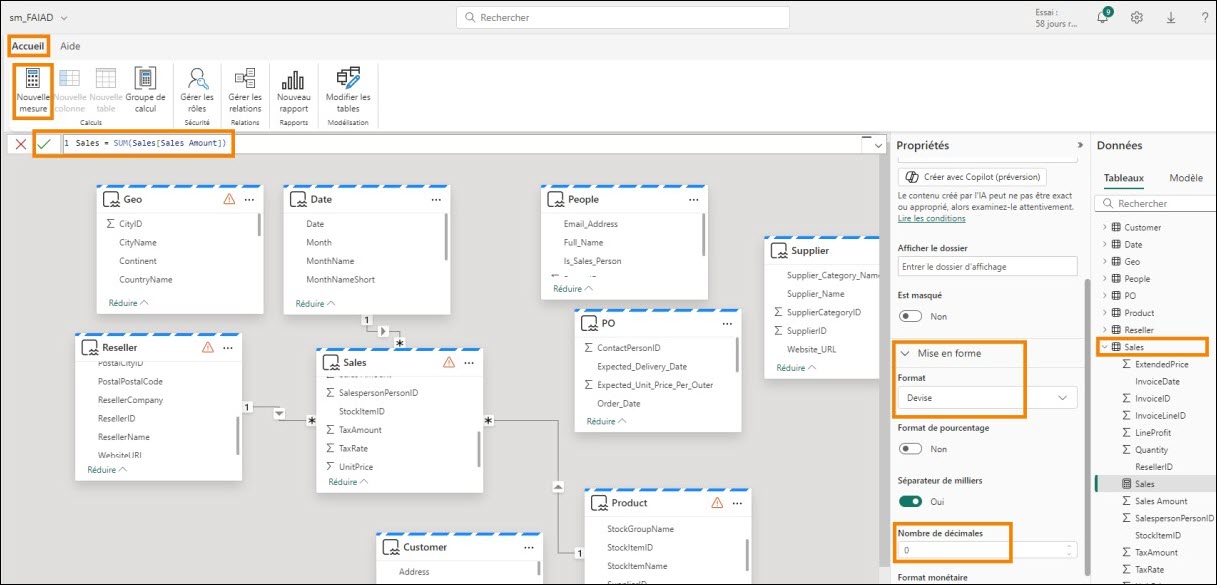 sm_FAIAD
Rechercher
Essai :
58 jours r...
9
?
Accueil
Aide
Nouvelle
mesure
Nouvelle
colonne
Nouvelle
table
Groupe de
calcul
Gérer les
rôles
Gérer les
relations
Nouveau
rapport
Modifier les
tables
Calculs
Sécurité
Relations
Rapports
Modélisation
1 Sales = SUM(Sales[Sales Amount])
Geo
CityID
CityName
Continent
CountryName
Réduire
Date
Date
Month
MonthName
MonthNameShort
Réduire
People
Email_Address
Full_Name
Is_Sales_Person
Réduire
Supplier
Supplier_Category_Name
Supplier_Name
SupplierCategoryID
SupplierID
Website_URL
Réduire
1
*
Reseller
PostalCityID
PostalPostalCode
ResellerCompany
ResellerID
ResellerName
WebsiteURL
Réduire
1
*
Sales
SalespersonPersonID
StockItemID
TaxAmount
TaxRate
UnitPrice
Réduire
*
PO
ContactPersonID
Expected_Delivery_Date
Expected_Unit_Price_Per_Outer
Order_Date
Réduire
Customer
Address
1
Product
StockGroupName
StockItemID
StockItemName
Propriétés
Créer avec Copilot (préversion)
Le contenu créé par l'IA peut ne pas être exact
ou approprié, alors examinez-le attentivement.
Lire les conditions
Afficher le dossier
Entrer le dossier d'affichage
Est masqué
Non
Mise en forme
Format
Devise
Format de pourcentage
Non
Séparateur de milliers
Oui
Nombre de décimales
0
Format monétaire
Données
Tableaux
Modèle
Rechercher
Customer
Date
Geo
People
PO
Product
Reseller
Sales
ExtendedPrice
InvoiceDate
InvoiceID
InvoiceLineID
LineProfit
Quantity
ResellerID
Sales
Sales Amount
SalespersonPersonID
StockItemID
TaxAmount
TaxRate